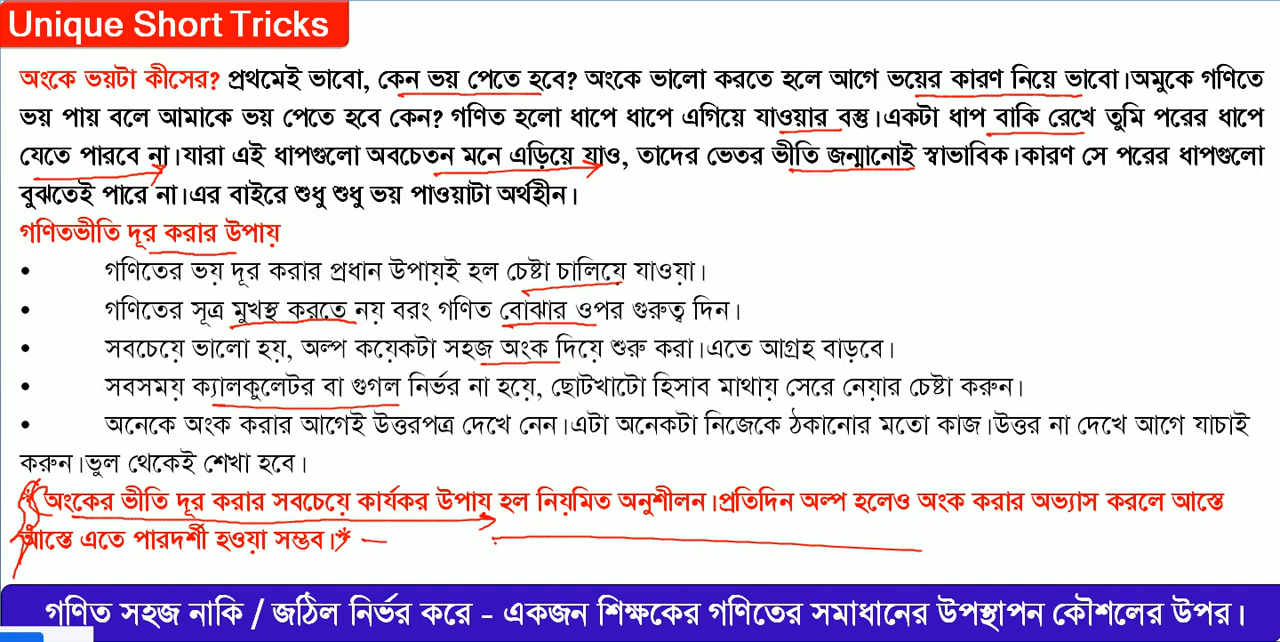 Unique Short Tricks
অংকে ভয়টা কীসের? প্রথমেই ভাবো, কেন ভয় পেতে হবে? অংকে ভালো করতে হলে আগে ভয়ের কারণ নিয়ে ভাবো।অমুকে গণিতে
ভয় পায় বলে আমাকে ভয় পেতে হবে কেন? গণিত হলো ধাপে ধাপে এগিয়ে যাওয়ার বস্তু।একটা ধাপ বাকি রেখে তুমি পরের ধাপে
যেতে পারবে না।যারা এই ধাপগুলো অবচেতন মনে এড়িয়ে যাও, তাদের ভেতর ভীতি জন্মানোই স্বাভাবিক।কারণ সে পরের ধাপগুলো
বুঝতেই পারে না।এর বাইরে শুধু শুধু ভয় পাওয়াটা অর্থহীন।
গণিতভীতি দূর করার উপায়
• গণিতের ভয় দূর করার প্রধান উপায়ই হল চেষ্টা চালিয়ে যাওয়া।
• গণিতের সূত্র মুখস্থ করতে নয় বরং গণিত বোঝার ওপর গুরুত্ব দিন।
• সবচেয়ে ভালো হয়, অল্প কয়েকটা সহজ অংক দিয়ে শুরু করা।এতে আগ্রহ বাড়বে।
• সবসময় ক্যালকুলেটর বা গুগল নির্ভর না হয়ে, ছোটখাটো হিসাব মাথায় সেরে নেয়ার চেষ্টা করুন।
• অনেকে অংক করার আগেই উত্তরপত্র দেখে নেন।এটা অনেকটা নিজেকে ঠকানোর মতো কাজ।উত্তর না দেখে আগে যাচাই
করুন।ভুল থেকেই শেখা হবে।
*অংকের ভীতি দূর করার সবচেয়ে কার্যকর উপায় হল নিয়মিত অনুশীলন।প্রতিদিন অল্প হলেও অংক করার অভ্যাস করলে আস্তে
আস্তে এতে পারদর্শী হওয়া সম্ভব।*
গণিত সহজ নাকি / জঠিল নির্ভর করে - একজন শিক্ষকের গণিতের সমাধানের উপস্থাপন কৌশলের উপর।